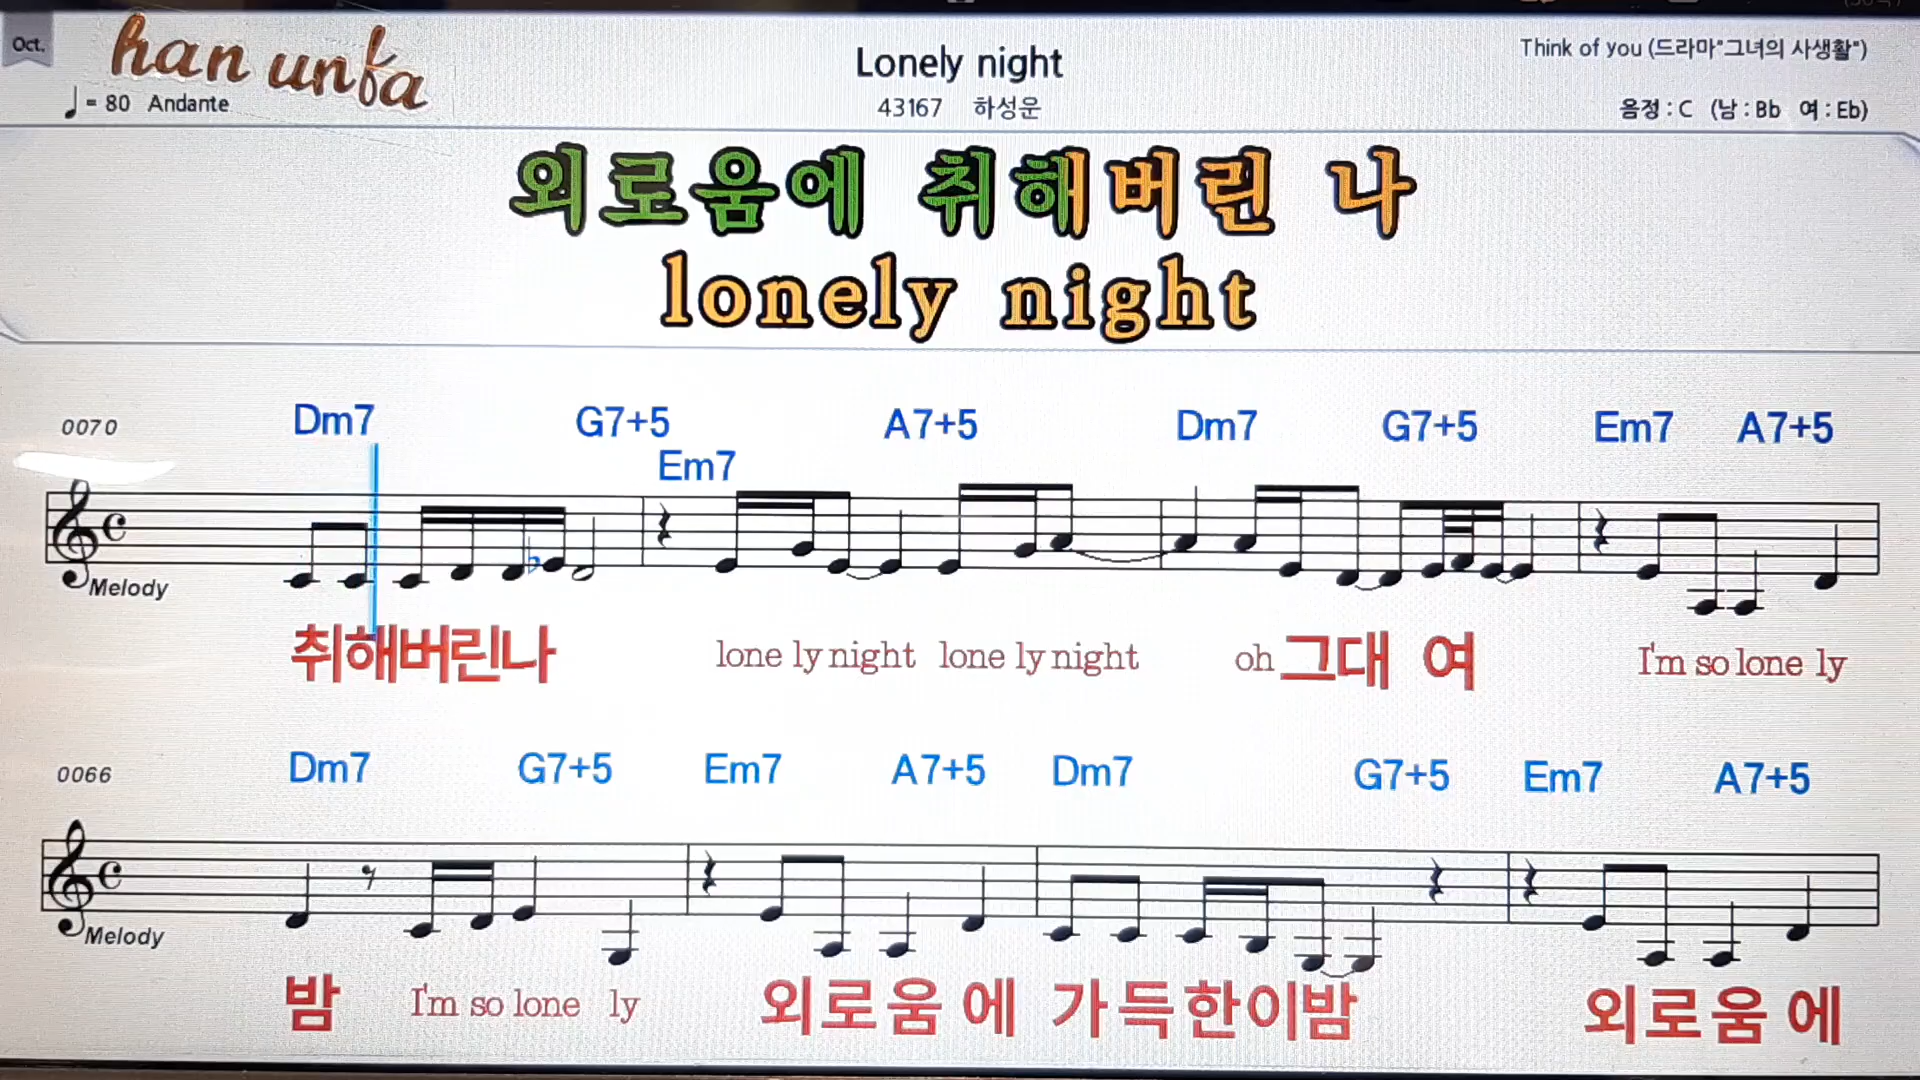 Oct.
han unfa
= 80 Andante
Lonely night
43167 하성운
Think of you (드라마"그녀의 사생활")
음정 : C (남 : Bb 여 : Eb)
외로움에 취해버린 나
lonely night
0070
Dm7 G7+5 Em7 A7+5 Dm7 G7+5 Em7 A7+5
Melody
취해버린나 lone ly night lone ly night oh 그대 여 I'm so lone ly
0066
Dm7 G7+5 Em7 A7+5 Dm7 G7+5 Em7 A7+5
Melody
밤 I'm so lone ly 외로움 에 가득한이밤 외로움 에